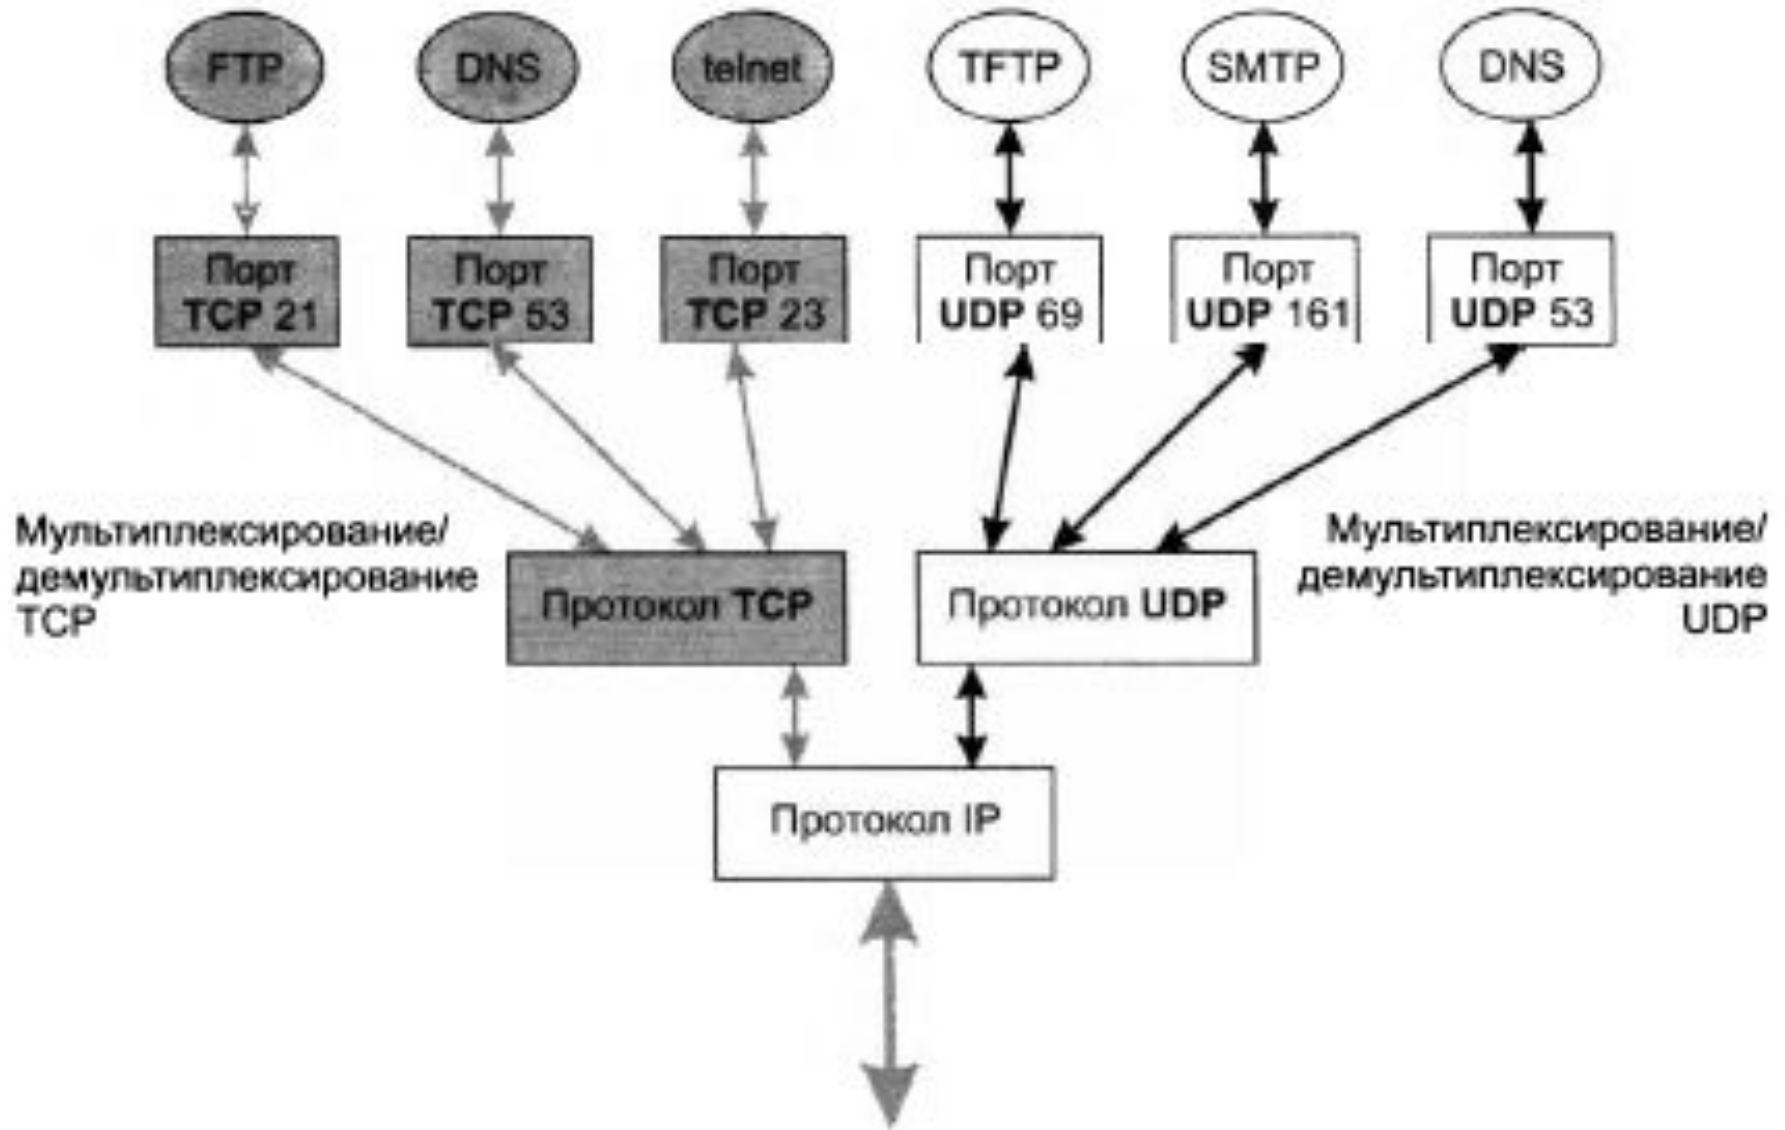 FTP
DNS
telnet
TFTP
SMTP
DNS
Порт
TCP 21
Порт
TCP 53
Порт
TCP 23
Порт
UDP 69
Порт
UDP 161
Порт
UDP 53
Мультиплексирование/
демультиплексирование
TCP
Протокол TCP
Протокол UDP
Мультиплексирование/
демультиплексирование
UDP
Протокол IP